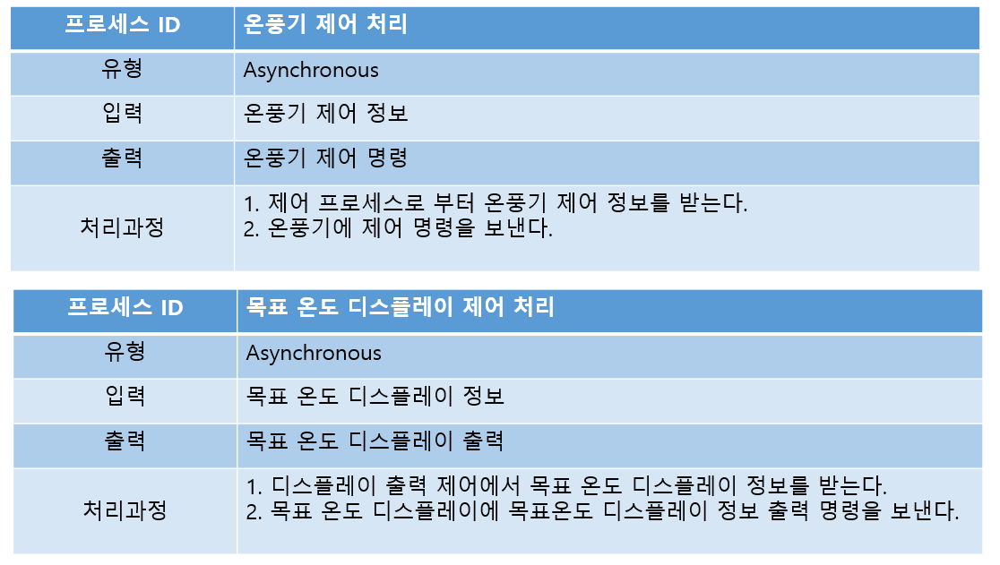 프로세스 ID 온풍기 제어 처리
유형 Asynchronous
입력 온풍기 제어 정보
출력 온풍기 제어 명령
처리과정
1. 제어 프로세스로 부터 온풍기 제어 정보를 받는다.
2. 온풍기에 제어 명령을 보낸다.
프로세스 ID 목표 온도 디스플레이 제어 처리
유형 Asynchronous
입력 목표 온도 디스플레이 정보
출력 목표 온도 디스플레이 출력
처리과정
1. 디스플레이 출력 제어에서 목표 온도 디스플레이 정보를 받는다.
2. 목표 온도 디스플레이에 목표온도 디스플레이 정보 출력 명령을 보낸다.